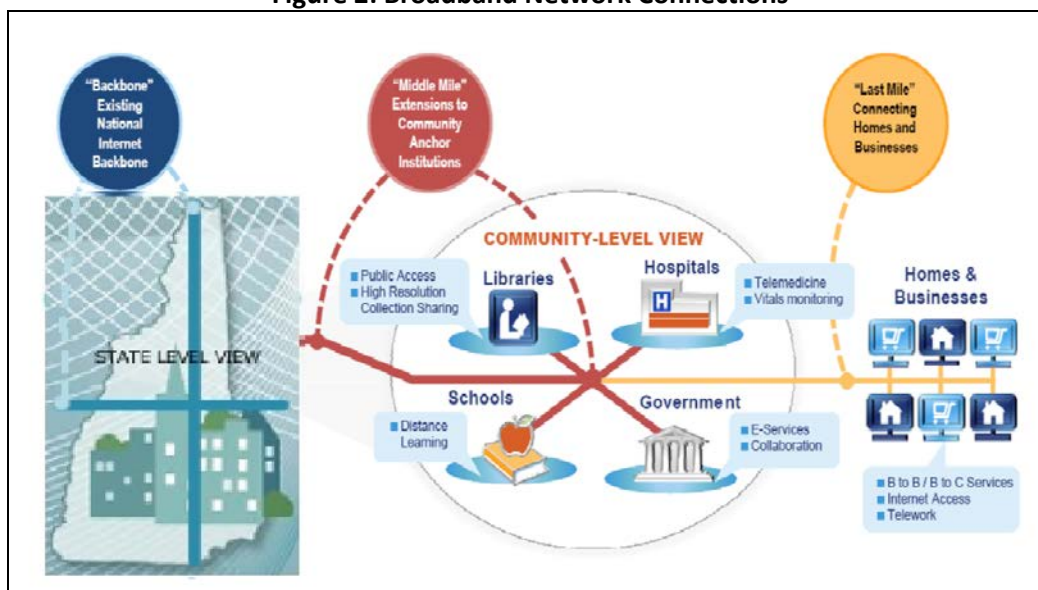 Figure 2. Broadband Network Connections
"Backbone"
Existing
National
Internet
Backbone
"Middle Mile"
Extensions to
Community
Anchor
Institutions
"Last Mile"
Connecting
Homes and
Businesses
STATE LEVEL VIEW
COMMUNITY-LEVEL VIEW
Libraries
Public Access
High Resolution
Collection Sharing
Hospitals
H
Telemedicine
Vitals monitoring
Schools
Distance
Learning
Government
E-Services
Collaboration
Homes &
Businesses
B to B / B to C Services
Internet Access
Telework